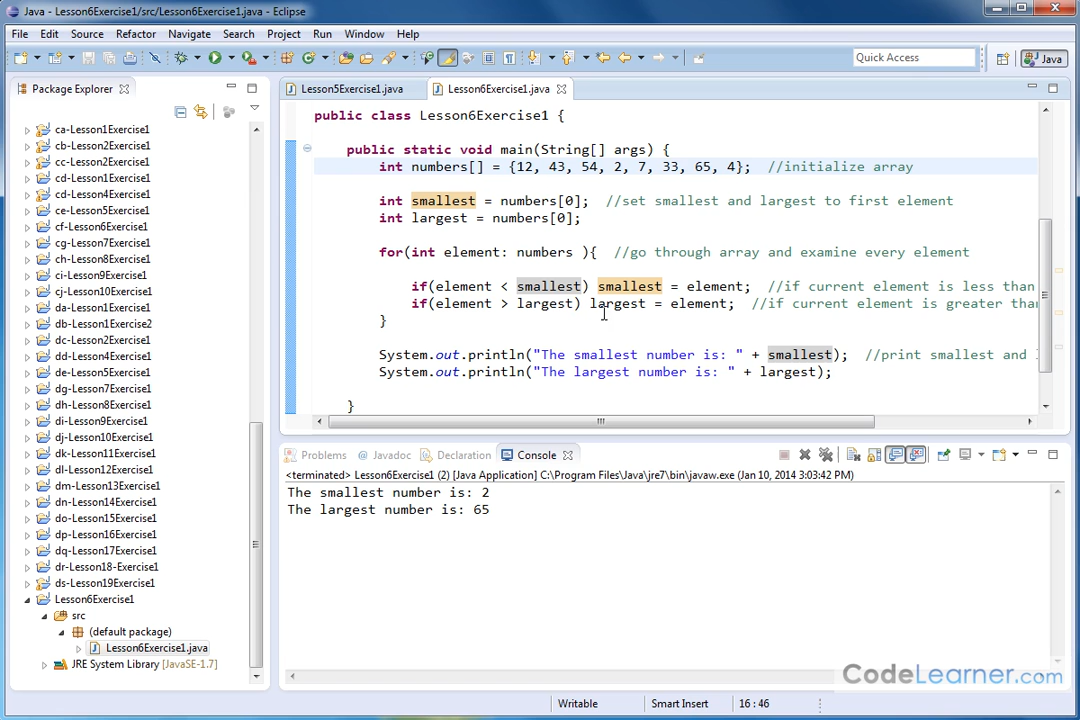 Java - Lesson6Exercise1/src/Lesson6Exercise1.java - Eclipse
File Edit Source Refactor Navigate Search Project Run Window Help
Quick Access
Java
Package Explorer
ca-Lesson1Exercise1
cb-Lesson2Exercise1
cc-Lesson2Exercise1
cd-Lesson1Exercise1
cd-Lesson4Exercise1
ce-Lesson5Exercise1
cf-Lesson6Exercise1
cg-Lesson7Exercise1
ch-Lesson8Exercise1
ci-Lesson9Exercise1
cj-Lesson10Exercise1
da-Lesson1Exercise1
db-Lesson1Exercise2
dc-Lesson2Exercise1
dd-Lesson4Exercise1
de-Lesson5Exercise1
dg-Lesson7Exercise1
dh-Lesson8Exercise1
di-Lesson9Exercise1
dj-Lesson10Exercise1
dk-Lesson11Exercise1
dl-Lesson12Exercise1
dm-Lesson13Exercise1
dn-Lesson14Exercise1
do-Lesson15Exercise1
dp-Lesson16Exercise1
dq-Lesson17Exercise1
dr-Lesson18-Exercise1
ds-Lesson19Exercise1
Lesson6Exercise1
src
(default package)
Lesson6Exercise1.java
JRE System Library [JavaSE-1.7]
Lesson5Exercise1.java Lesson6Exercise1.java
public class Lesson6Exercise1 {
public static void main(String[] args) {
int numbers[] = {12, 43, 54, 2, 7, 33, 65, 4}; //initialize array
int smallest = numbers[0]; //set smallest and largest to first element
int largest = numbers[0];
for(int element: numbers ){ //go through array and examine every element
if(element < smallest) smallest = element; //if current element is less than
if(element > largest) largest = element; //if current element is greater than
}
System.out.println("The smallest number is: " + smallest); //print smallest and
System.out.println("The largest number is: " + largest);
}
Problems Javadoc Declaration Console
<terminated> Lesson6Exercise1 (2) [Java Application] C:\Program Files\Java\jre7\bin\javaw.exe (Jan 10, 2014 3:03:42 PM)
The smallest number is: 2
The largest number is: 65
CodeLearner.com
Writable Smart Insert 16 : 46